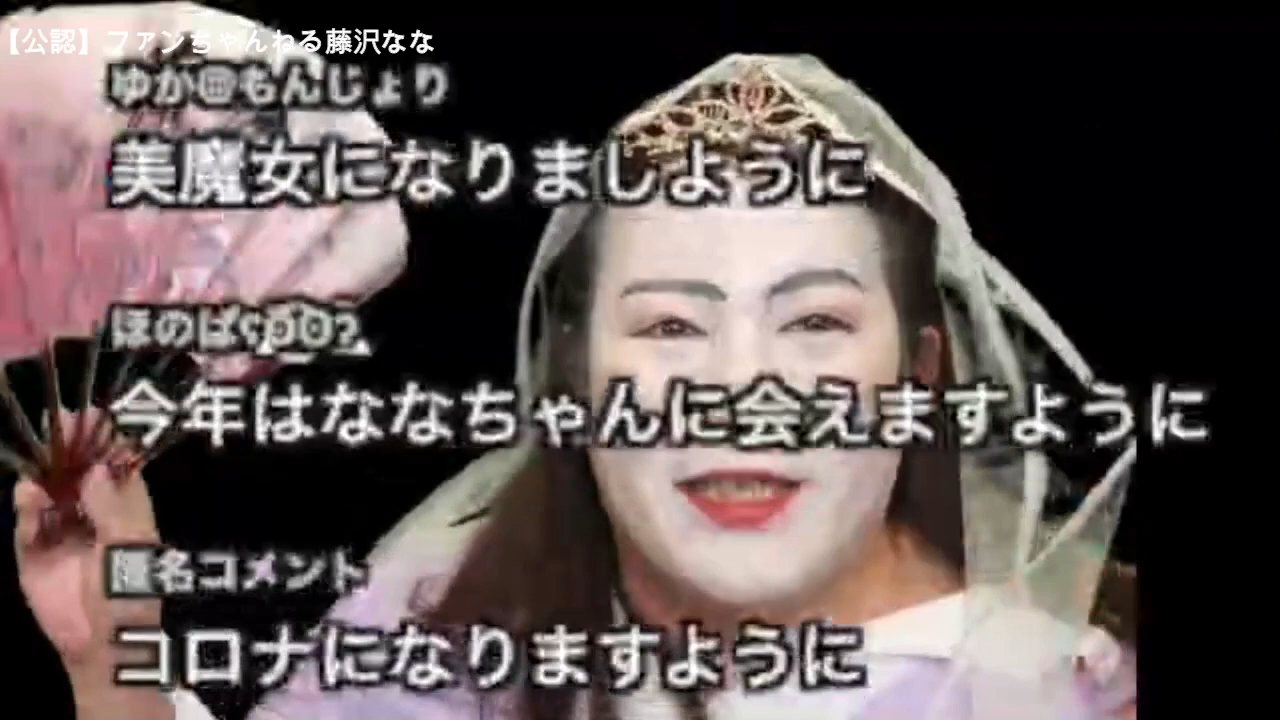 【公認】ファンちゃんねる藤沢なな
ゆか@もんじょり
美魔女になりましように
ほのぱ
今年はななちゃんに会えますように
匿名コメント
コロナになりますように